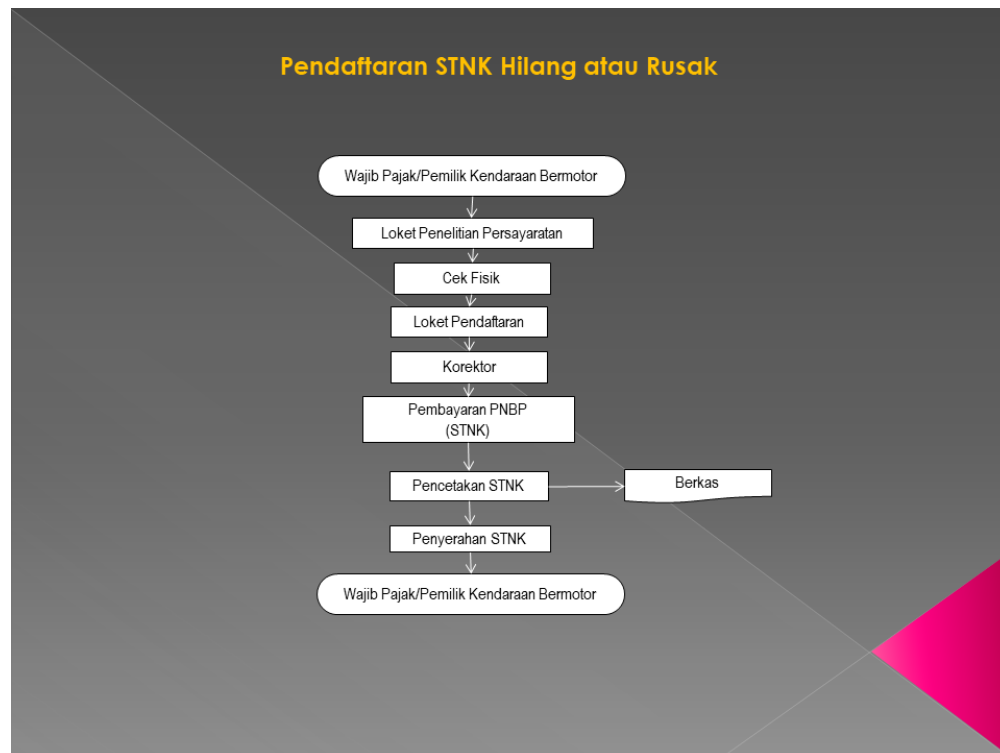 Pendaftaran STNK Hilang atau Rusak
Wajib Pajak/Pemilik Kendaraan Bermotor
Loket Penelitian Persayaratan
Cek Fisik
Loket Pendaftaran
Korektor
Pembayaran PNBP
(STNK)
Pencetakan STNK
Berkas
Penyerahan STNK
Wajib Pajak/Pemilik Kendaraan Bermotor